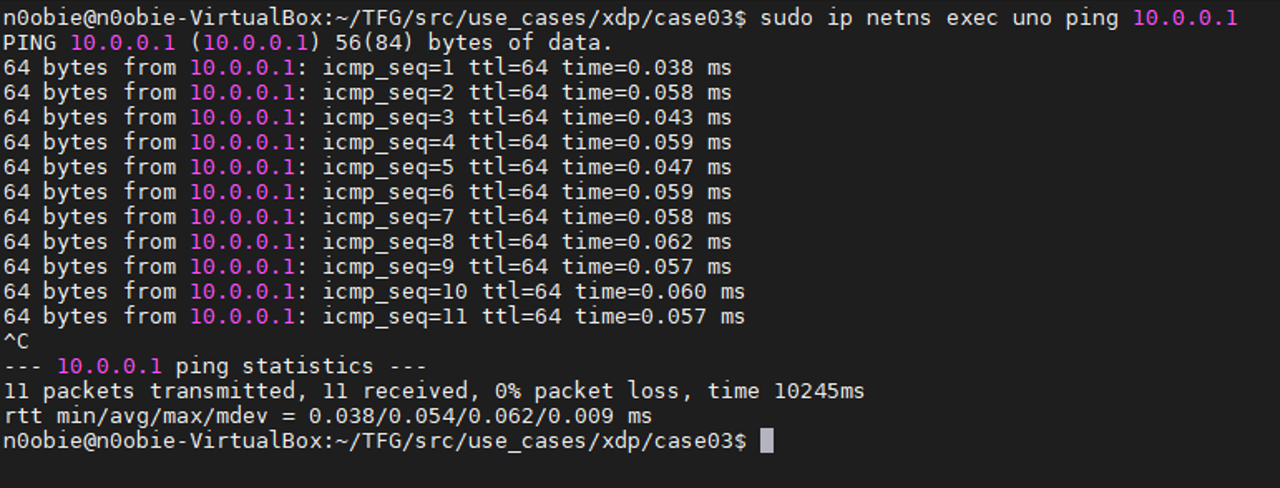 n0obie@n0obie-VirtualBox:~/TFG/src/use_cases/xdp/case03$ sudo ip netns exec uno ping 10.0.0.1
PING 10.0.0.1 (10.0.0.1) 56(84) bytes of data.
64 bytes from 10.0.0.1: icmp_seq=1 ttl=64 time=0.038 ms
64 bytes from 10.0.0.1: icmp_seq=2 ttl=64 time=0.058 ms
64 bytes from 10.0.0.1: icmp_seq=3 ttl=64 time=0.043 ms
64 bytes from 10.0.0.1: icmp_seq=4 ttl=64 time=0.059 ms
64 bytes from 10.0.0.1: icmp_seq=5 ttl=64 time=0.047 ms
64 bytes from 10.0.0.1: icmp_seq=6 ttl=64 time=0.059 ms
64 bytes from 10.0.0.1: icmp_seq=7 ttl=64 time=0.058 ms
64 bytes from 10.0.0.1: icmp_seq=8 ttl=64 time=0.062 ms
64 bytes from 10.0.0.1: icmp_seq=9 ttl=64 time=0.057 ms
64 bytes from 10.0.0.1: icmp_seq=10 ttl=64 time=0.060 ms
64 bytes from 10.0.0.1: icmp_seq=11 ttl=64 time=0.057 ms
^C
--- 10.0.0.1 ping statistics ---
11 packets transmitted, 11 received, 0% packet loss, time 10245ms
rtt min/avg/max/mdev = 0.038/0.054/0.062/0.009 ms
n0obie@n0obie-VirtualBox:~/TFG/src/use_cases/xdp/case03$